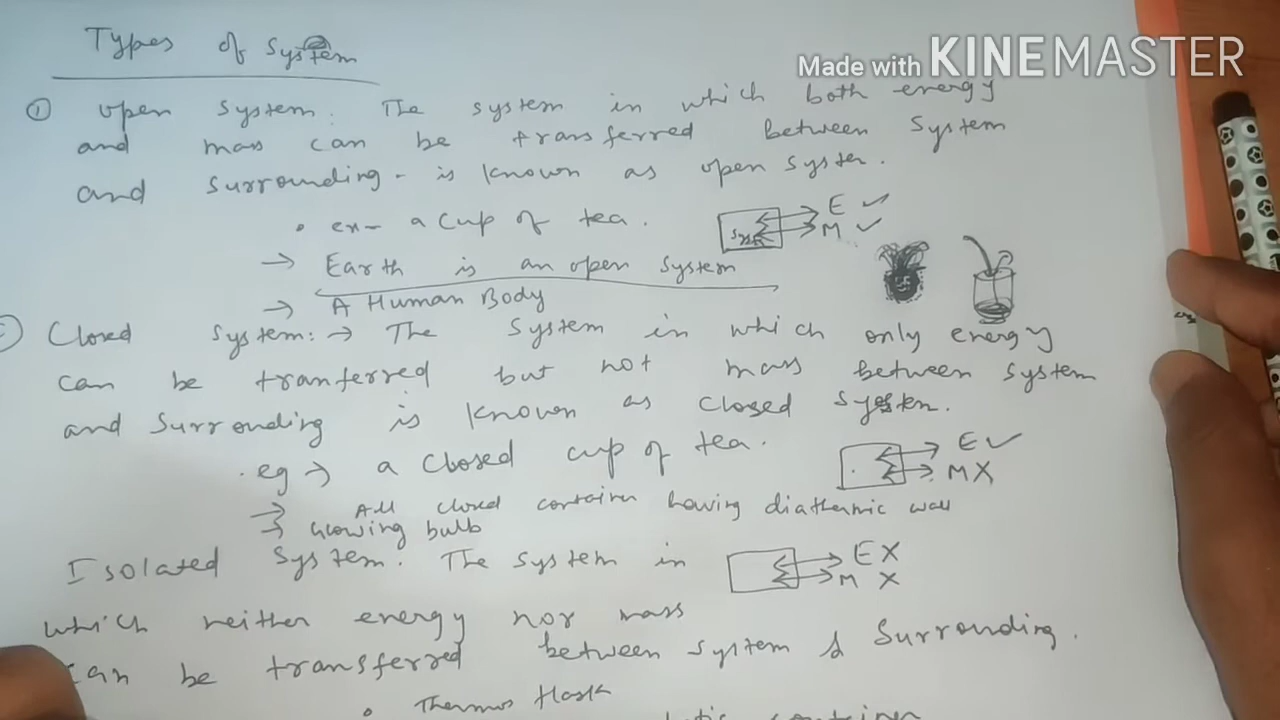 Types of System
Made with KINEMASTER
① open system: The system in which both energy
and mass can be transferred between system
and surrounding - is known as open system.
• ex- a cup of tea.
E ✓
M ✓
→ Earth is an open system
→ A Human Body
Closed system: → The system in which only energy
can be tranferred but not mass between system
and surrounding is known as closed system.
• eg → a closed cup of tea.
E ✓
M X
→ All closed container having diathermic wall
→ Glowing bulb
Isolated system. The system in
E X
M X
which neither energy nor mass
can be transferred between system & surrounding.
• Thermos flask
container